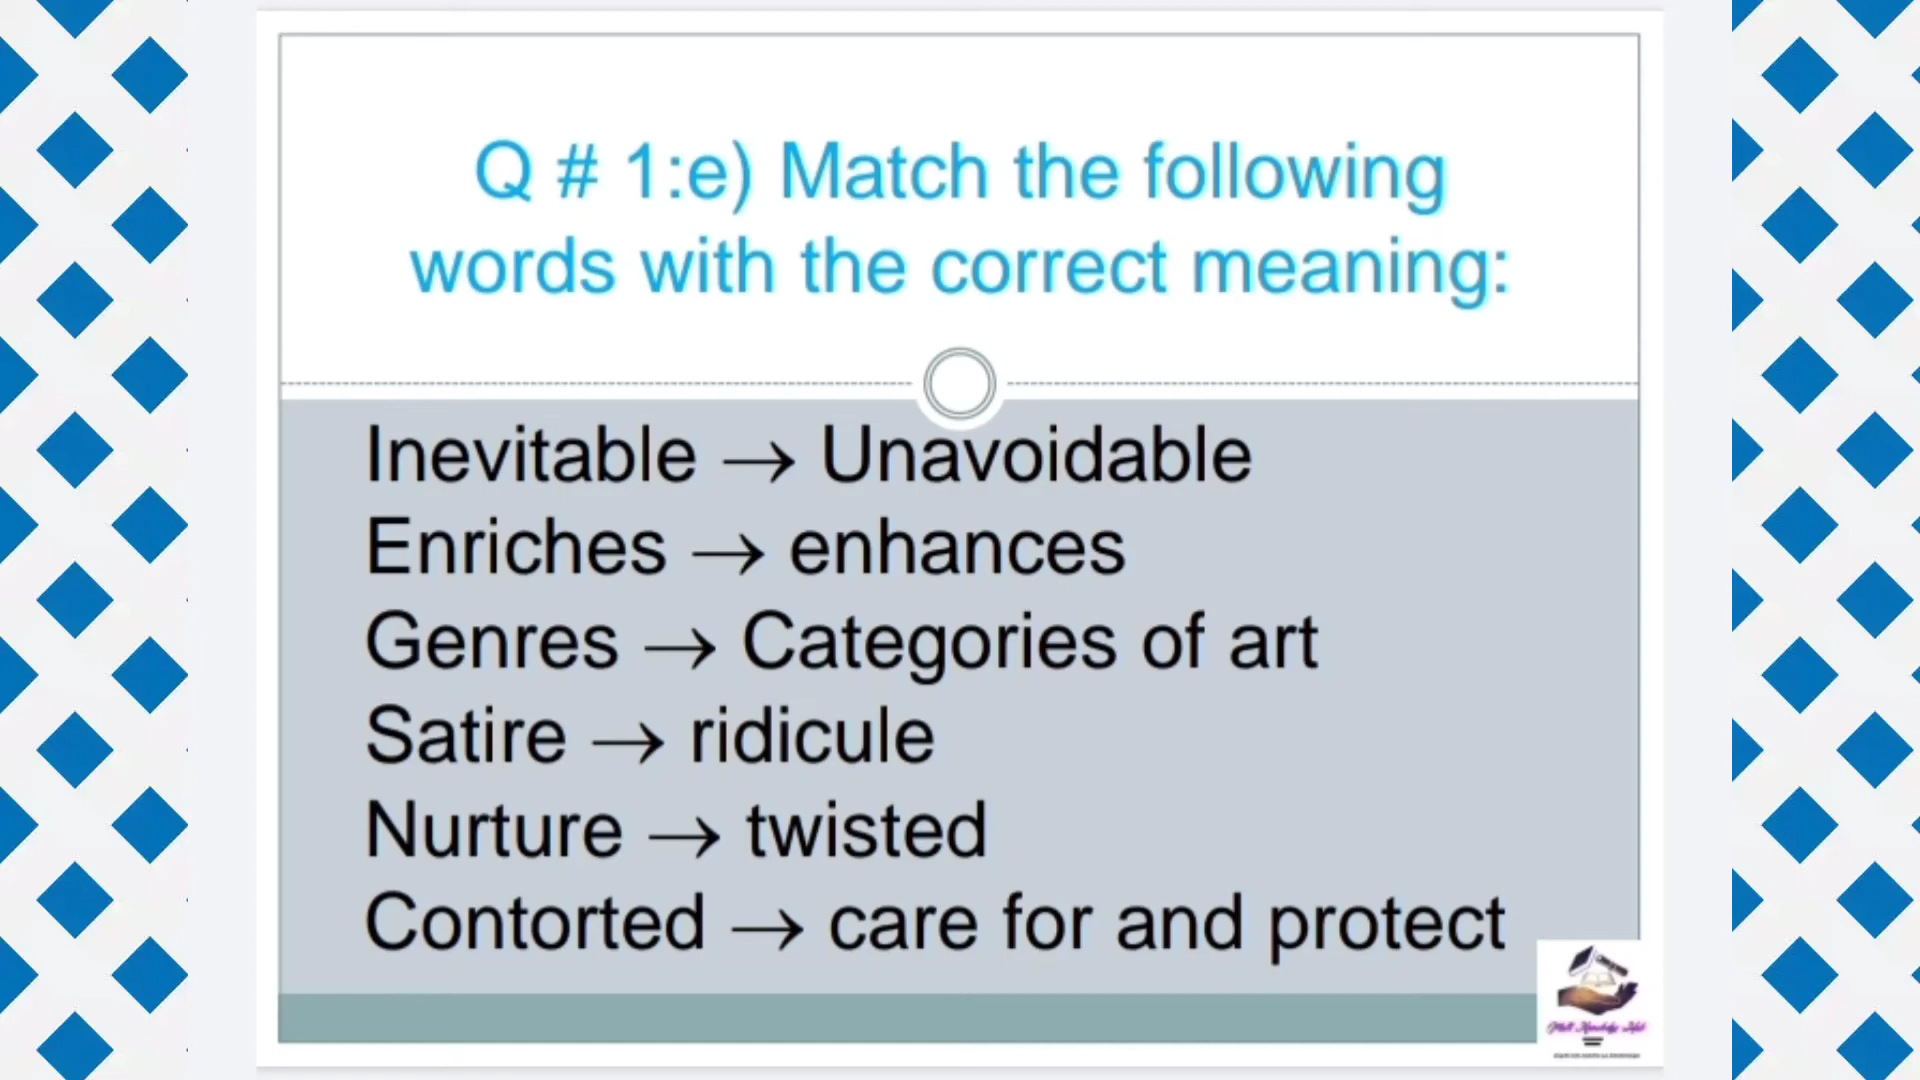 Q # 1:e) Match the following
words with the correct meaning:
Inevitable → Unavoidable
Enriches → enhances
Genres → Categories of art
Satire → ridicule
Nurture → twisted
Contorted → care for and protect